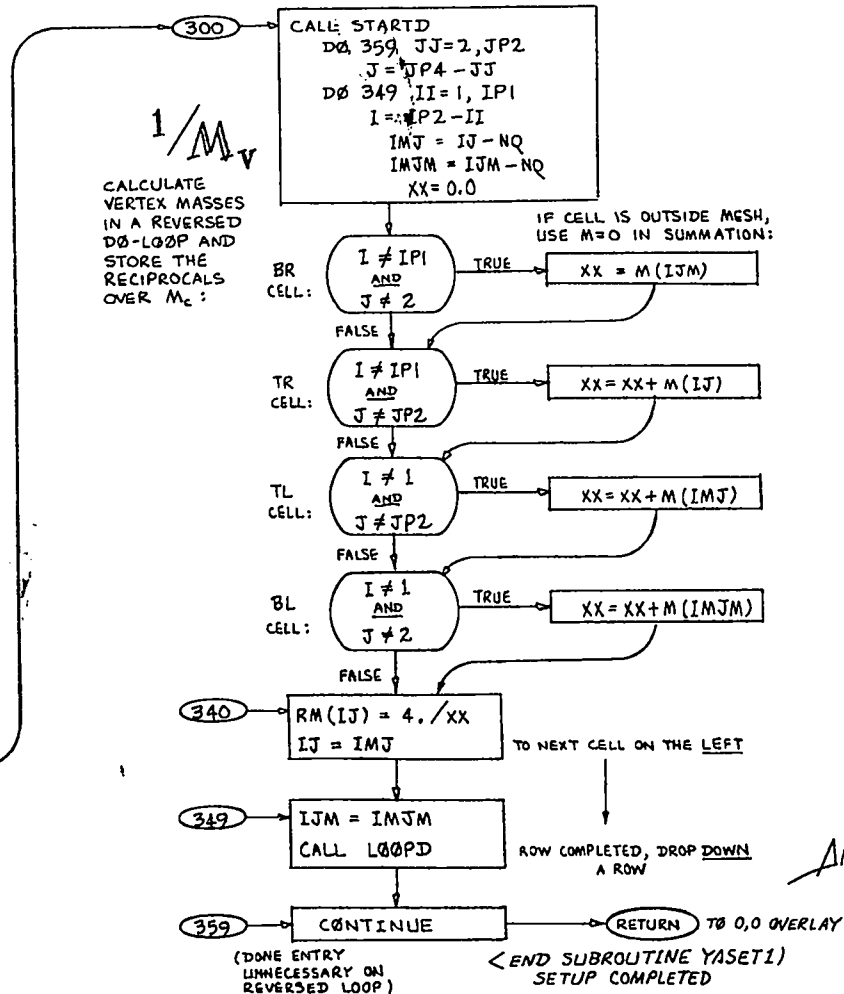 300
CALL STARTD
DØ 359 JJ=2, JP2
J = JP4 - JJ
DØ 349 II=1, IP1
I = IP2 - II
IMJ = IJ - NQ
IMJM = IJM - NQ
XX = 0.0
1/Mv
CALCULATE
VERTEX MASSES
IN A REVERSED
DØ-LØØP AND
STORE THE
RECIPROCALS
OVER Mc:
IF CELL IS OUTSIDE MESH,
USE M=0 IN SUMMATION:
BR
CELL:
I ≠ IP1
AND
J ≠ 2
TRUE
XX = M(IJM)
FALSE
TR
CELL:
I ≠ IP1
AND
J ≠ JP2
TRUE
XX = XX + M(IJ)
FALSE
TL
CELL:
I ≠ 1
AND
J ≠ JP2
TRUE
XX = XX + M(IMJ)
FALSE
BL
CELL:
I ≠ 1
AND
J ≠ 2
TRUE
XX = XX + M(IMJM)
FALSE
340
RM(IJ) = 4./XX
IJ = IMJ
TO NEXT CELL ON THE LEFT
349
IJM = IMJM
CALL LØØPD
ROW COMPLETED, DROP DOWN
A ROW
359
CØNTINUE
RETURN TØ 0,0 OVERLAY
(DONE ENTRY
UNNECESSARY ON
REVERSED LOOP)
<END SUBROUTINE YASET1)
SETUP COMPLETED